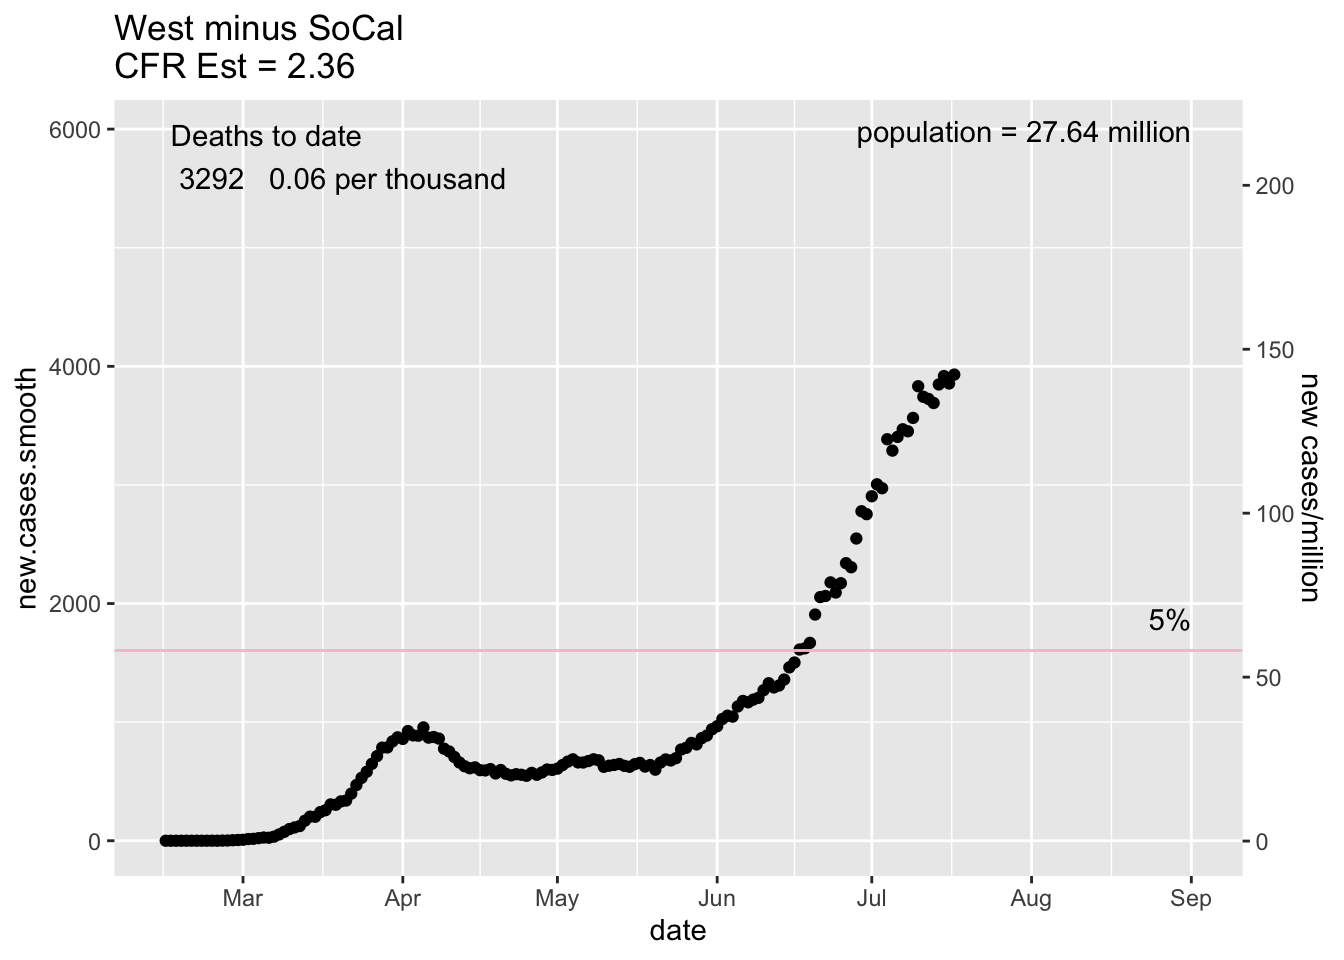 West minus SoCal
CFR Est = 2.36
Deaths to date
3292 0.06 per thousand
population = 27.64 million
6000
4000
2000
0
new.cases.smooth
200
150
100
50
0
new cases/million
5%
Mar Apr May Jun Jul Aug Sep
date